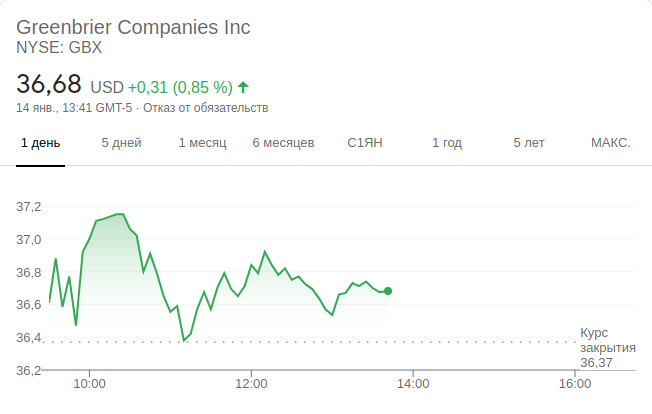 Greenbrier Companies Inc
NYSE: GBX
36,68 USD +0,31 (0,85 %)
14 янв., 13:41 GMT-5 · Отказ от обязательств
1 день 5 дней 1 месяц 6 месяцев С1ЯН 1 год 5 лет МАКС.
37,2
37,0
36,8
36,6
36,4
36,2
Курс
закрытия
36,37
10:00 12:00 14:00 16:00